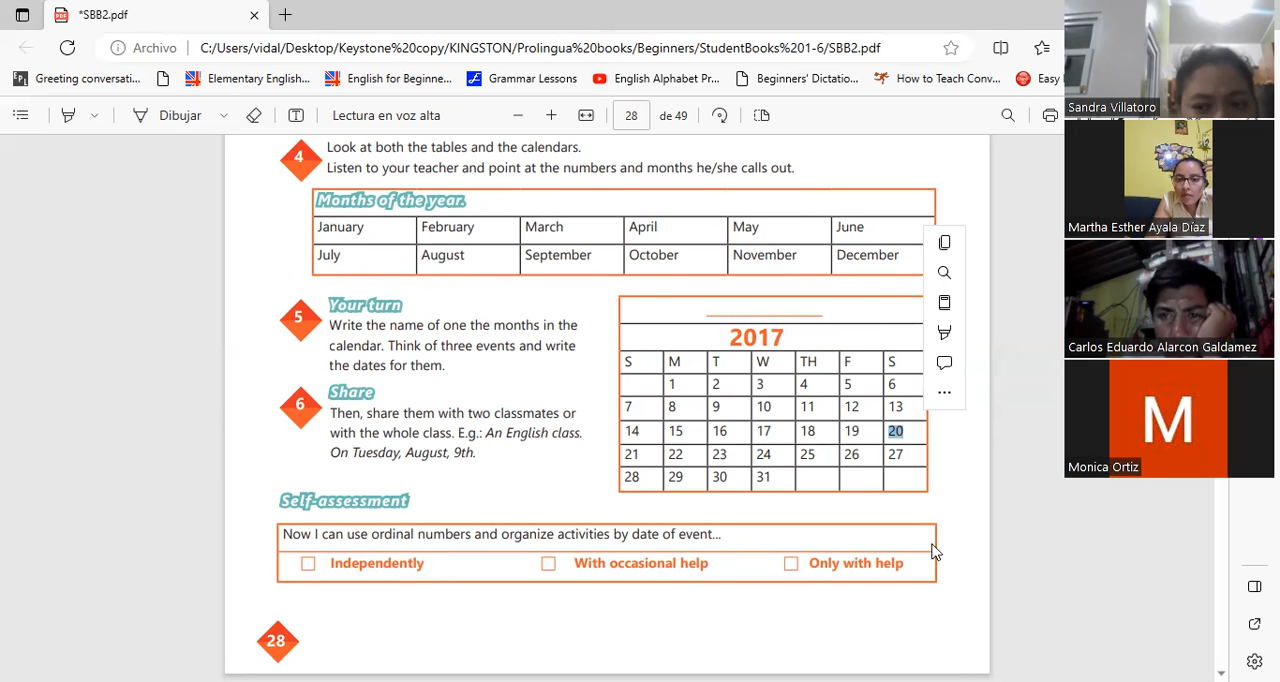 *SBB2.pdf
Archivo C:/Users/vidal/Desktop/Keystone%20copy/KINGSTON/Prolingua%20books/Beginners/StudentBooks%201-6/SBB2.pdf
Greeting conversati... Elementary English... English for Beginne... Grammar Lessons English Alphabet Pr... Beginners' Dictatio... How to Teach Conv... Easy
Dibujar Lectura en voz alta 28 de 49
4
Look at both the tables and the calendars.
Listen to your teacher and point at the numbers and months he/she calls out.
Months of the year.
January February March April May June
July August September October November December
5
Your turn
Write the name of one the months in the
calendar. Think of three events and write
the dates for them.
6
Share
Then, share them with two classmates or
with the whole class. E.g.: An English class.
On Tuesday, August, 9th.
2017
S M T W TH F S
1 2 3 4 5 6
7 8 9 10 11 12 13
14 15 16 17 18 19 20
21 22 23 24 25 26 27
28 29 30 31
Self-assessment
Now I can use ordinal numbers and organize activities by date of event...
Independently With occasional help Only with help
28
Sandra Villatoro
Martha Esther Ayala Díaz
Carlos Eduardo Alarcon Galdamez
M
Monica Ortiz